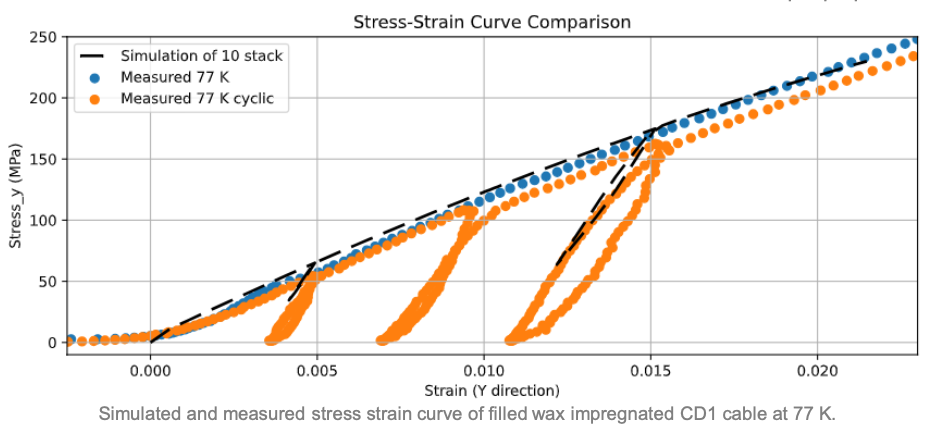 Stress-Strain Curve Comparison
Simulation of 10 stack
Measured 77 K
Measured 77 K cyclic
Stress_y (MPa)
250
200
150
100
50
0
0.000
0.005
0.010
0.015
0.020
Strain (Y direction)
Simulated and measured stress strain curve of filled wax impregnated CD1 cable at 77 K.